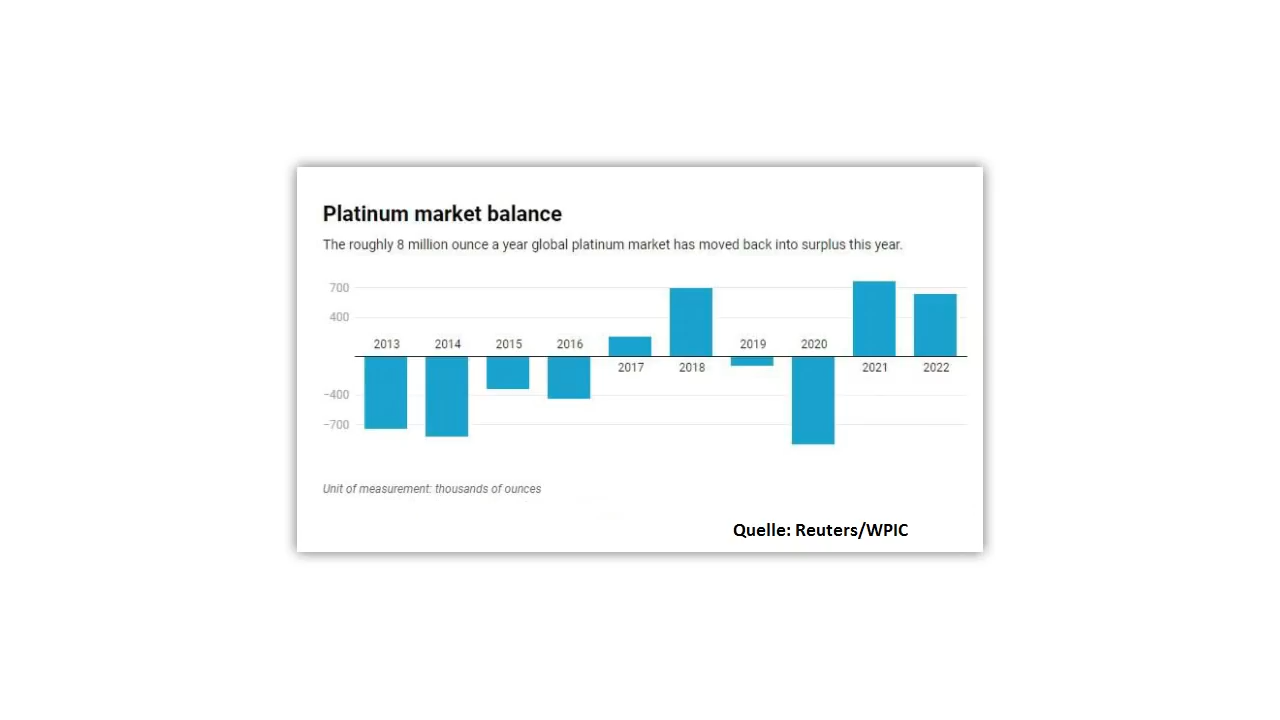 Platinum market balance
The roughly 8 million ounce a year global platinum market has moved back into surplus this year.
700
400
2013 2014 2015 2016 2019 2020
2017 2018 2021 2022
−400
−700
Unit of measurement: thousands of ounces
Quelle: Reuters/WPIC